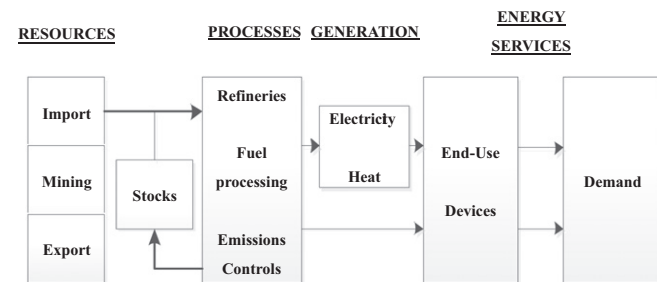 RESOURCES
PROCESSES
GENERATION
ENERGY
SERVICES
Import
Mining
Export
Stocks
Refineries
Fuel
processing
Emissions
Controls
Electricity
Heat
End-Use
Devices
Demand